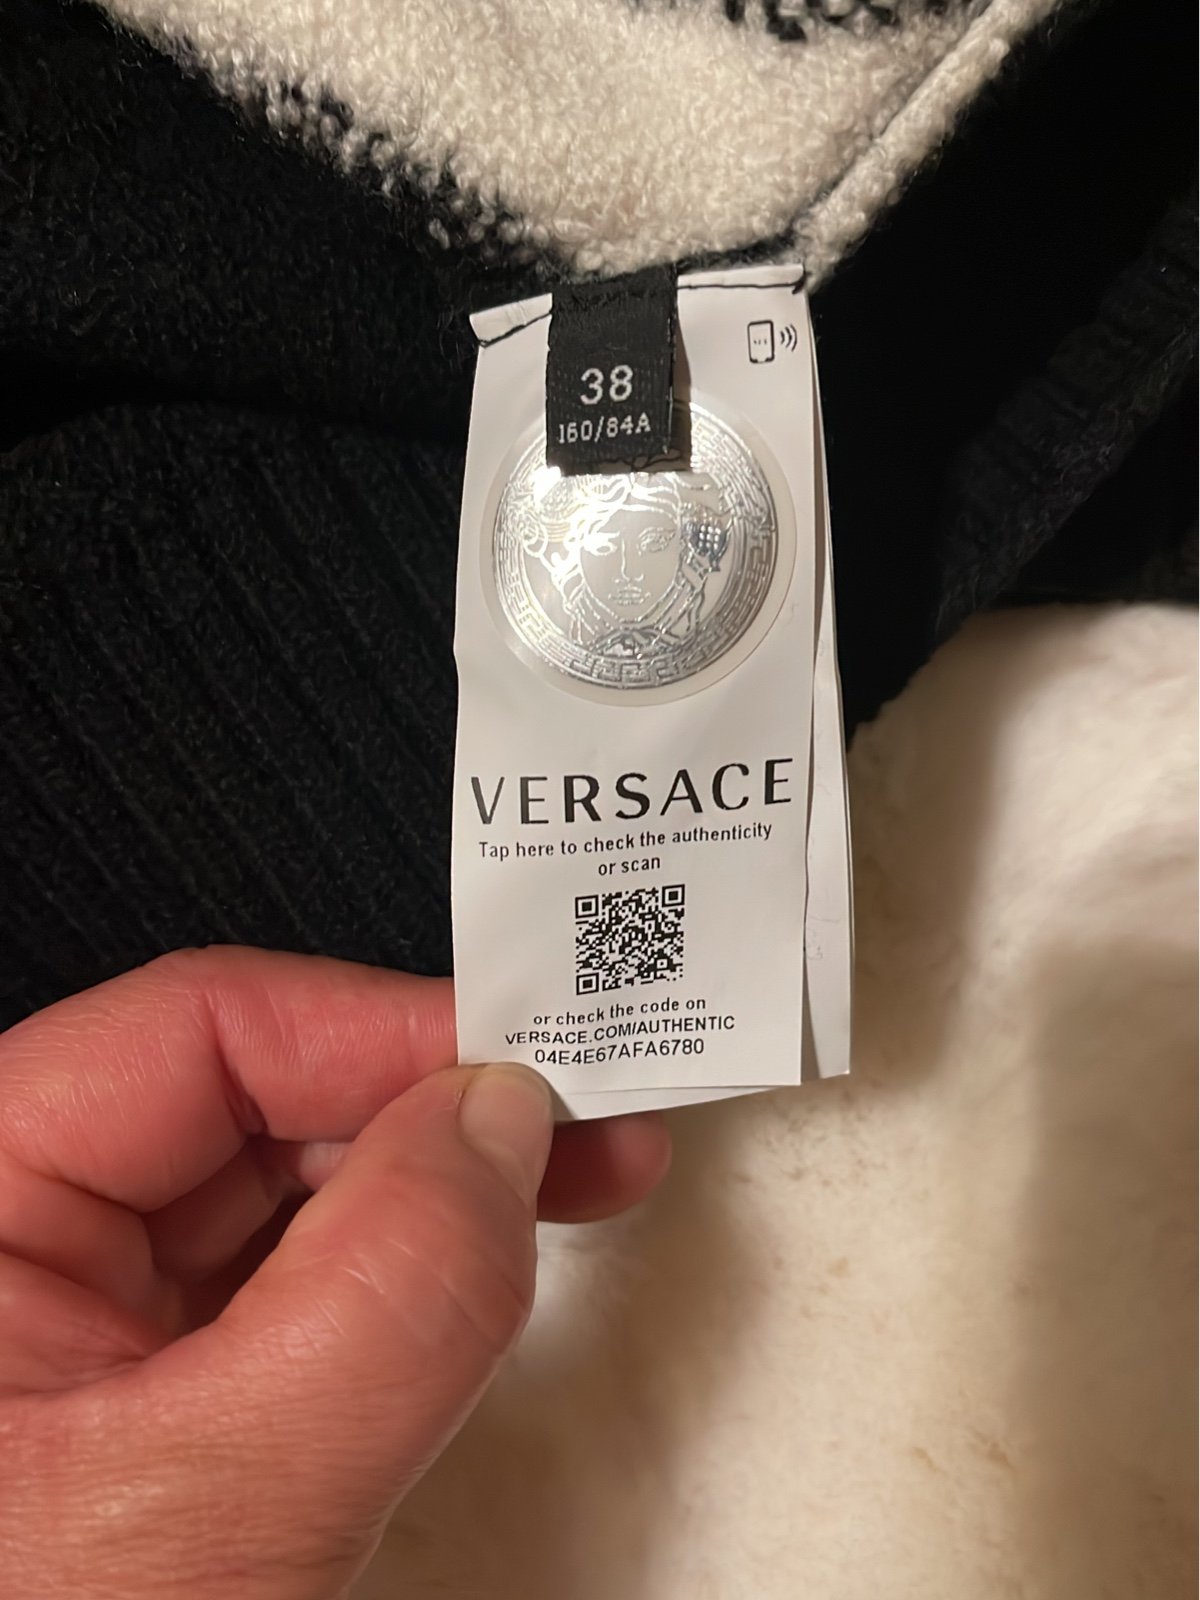 38
160/84A
VERSACE
Tap here to check the authenticity
or scan
or check the code on
VERSACE.COM/AUTHENTIC
04E4E67AFA6780